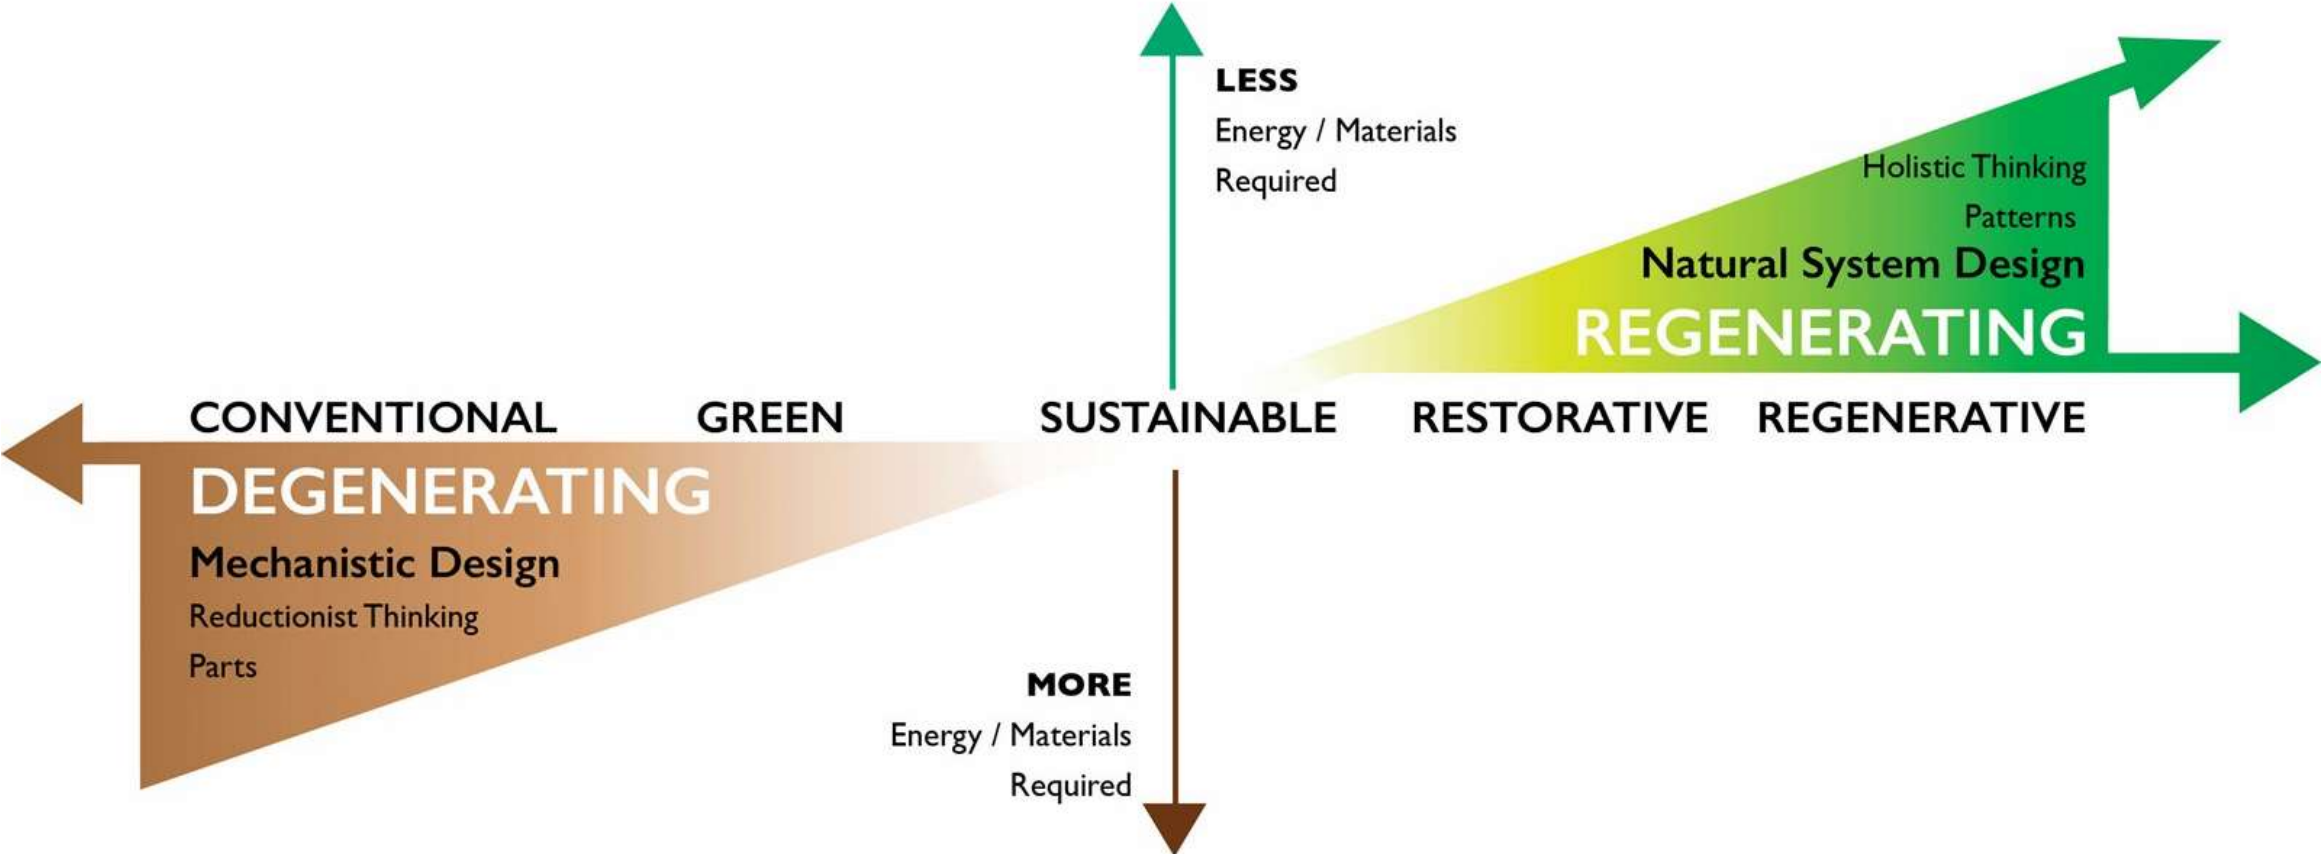 LESS
Energy / Materials
Required
Holistic Thinking
Patterns
Natural System Design
REGENERATING
CONVENTIONAL GREEN SUSTAINABLE RESTORATIVE REGENERATIVE
DEGENERATING
Mechanistic Design
Reductionist Thinking
Parts
MORE
Energy / Materials
Required